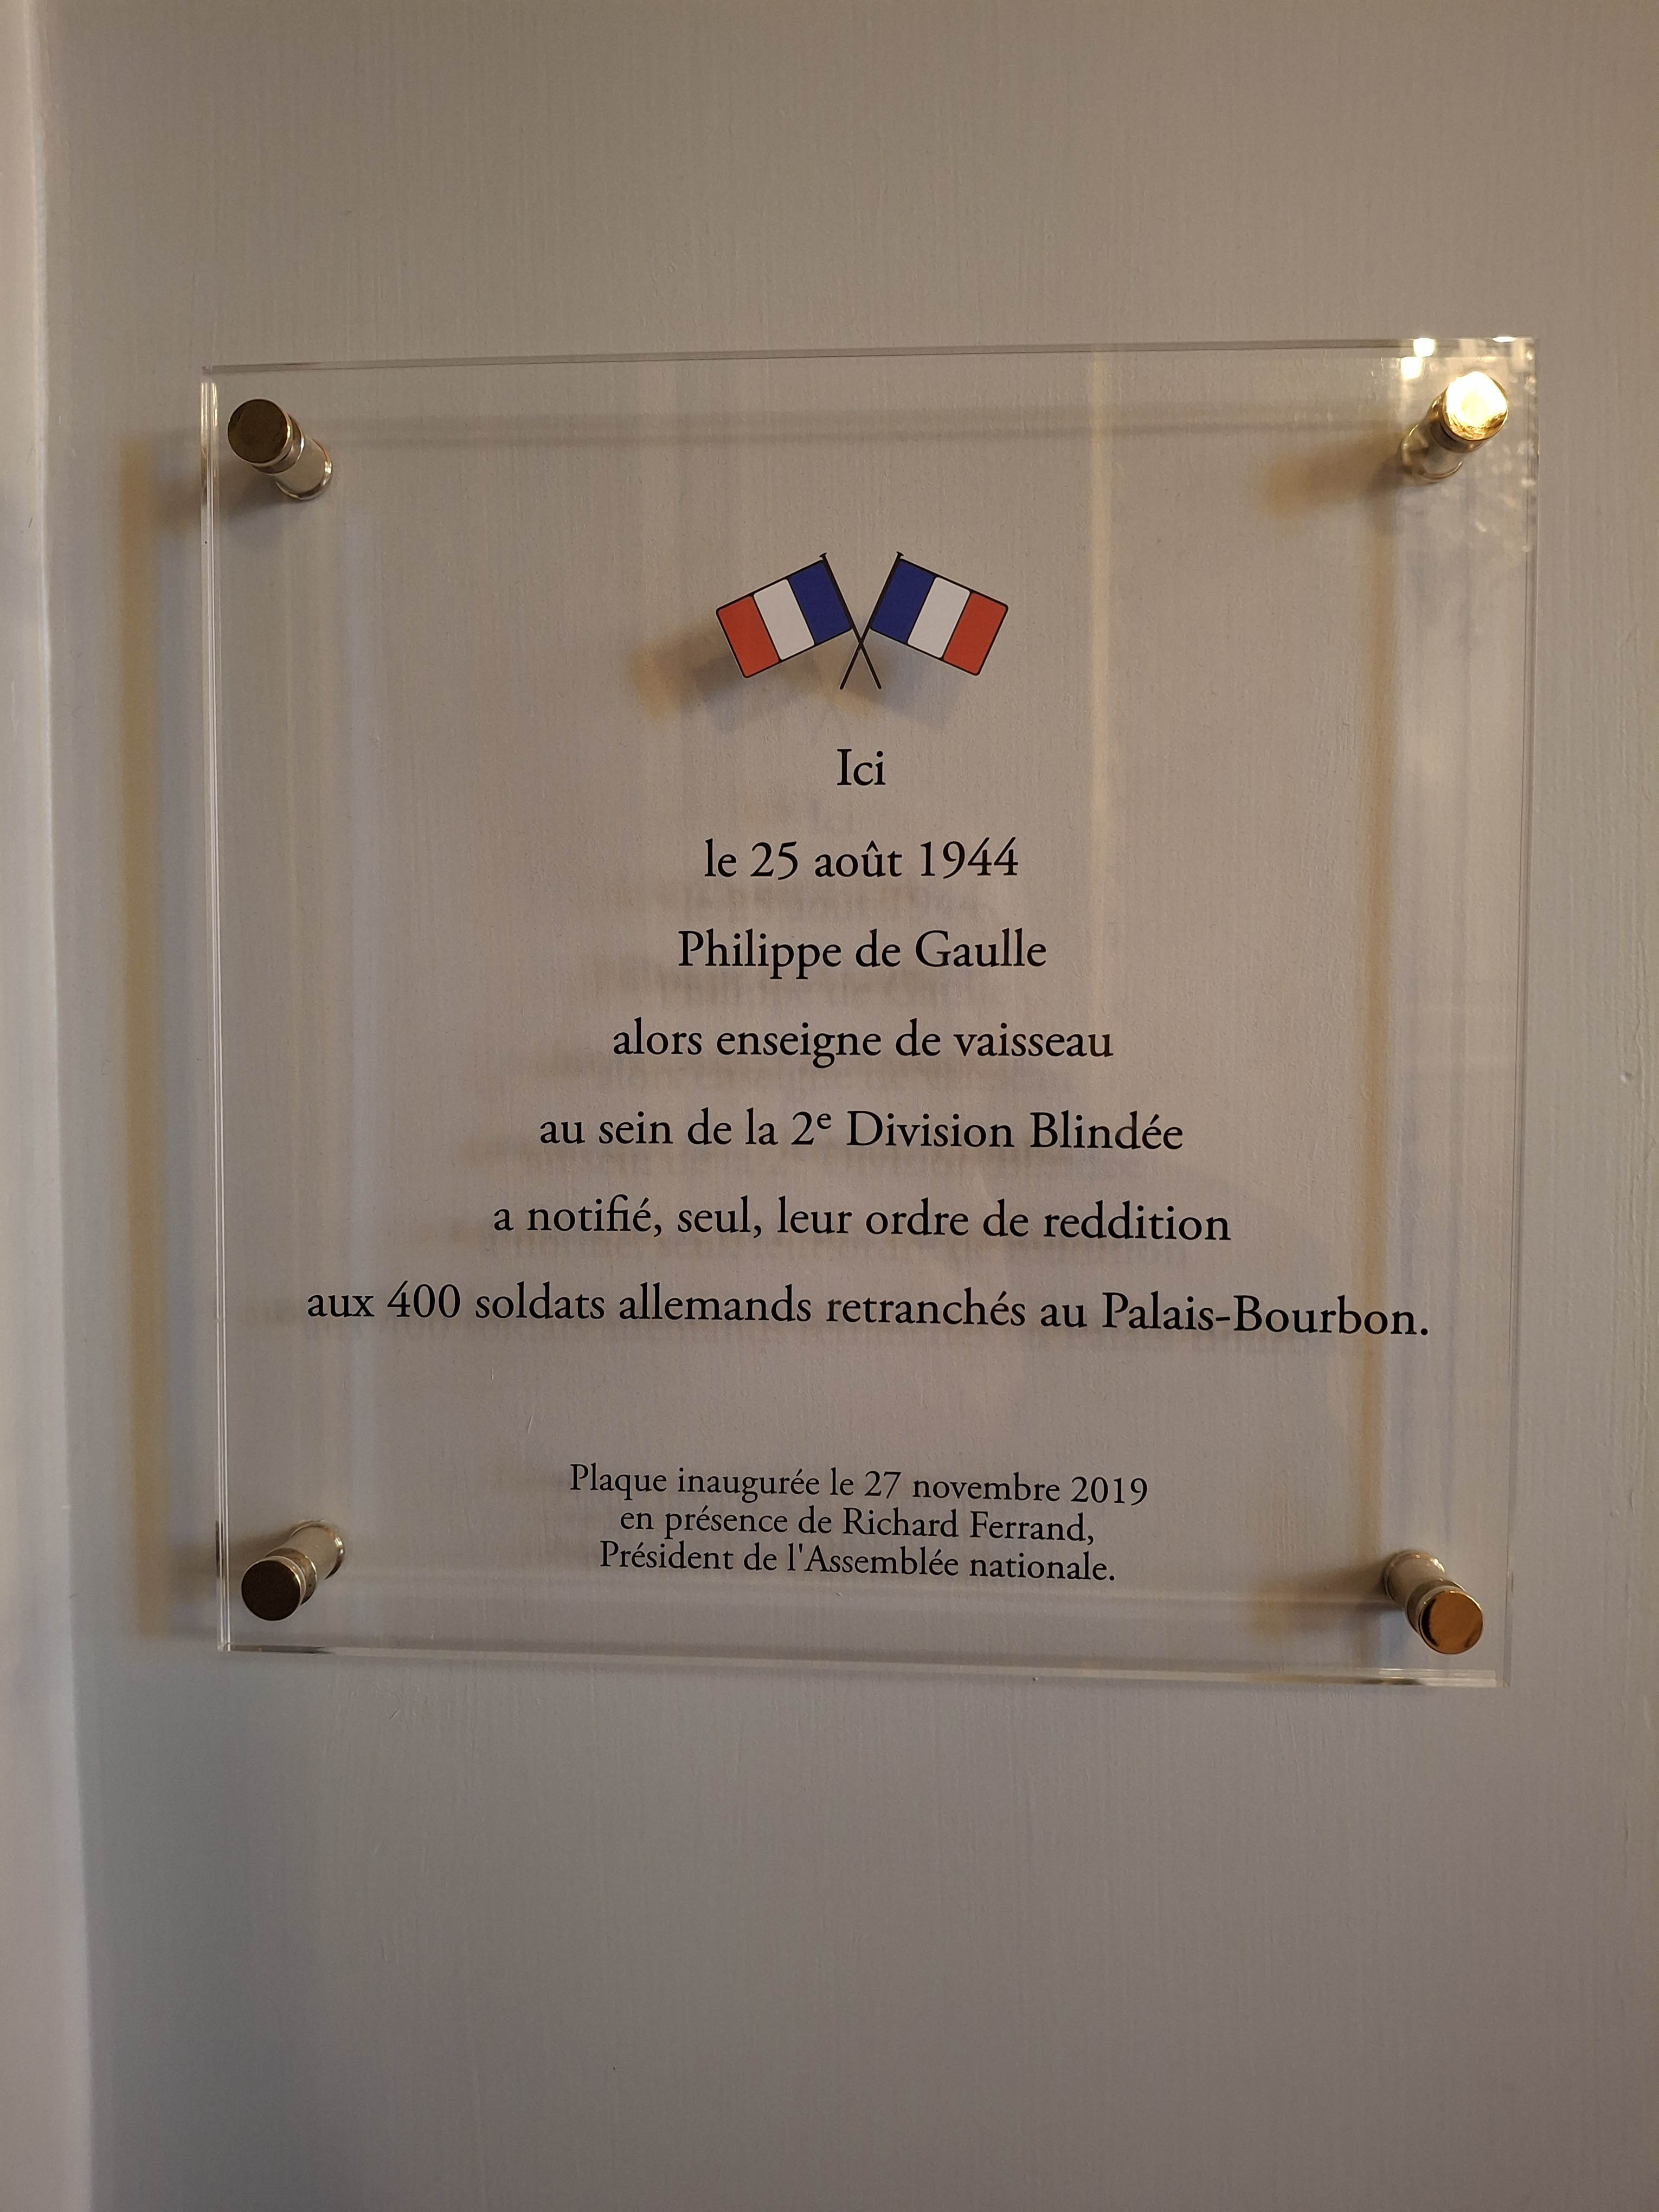 Ici
le 25 août 1944
Philippe de Gaulle
alors enseigne de vaisseau
au sein de la 2e Division Blindée
a notifié, seul, leur ordre de reddition
aux 400 soldats allemands retranchés au Palais-Bourbon.
Plaque inaugurée le 27 novembre 2019
en présence de Richard Ferrand,
Président de l'Assemblée nationale.